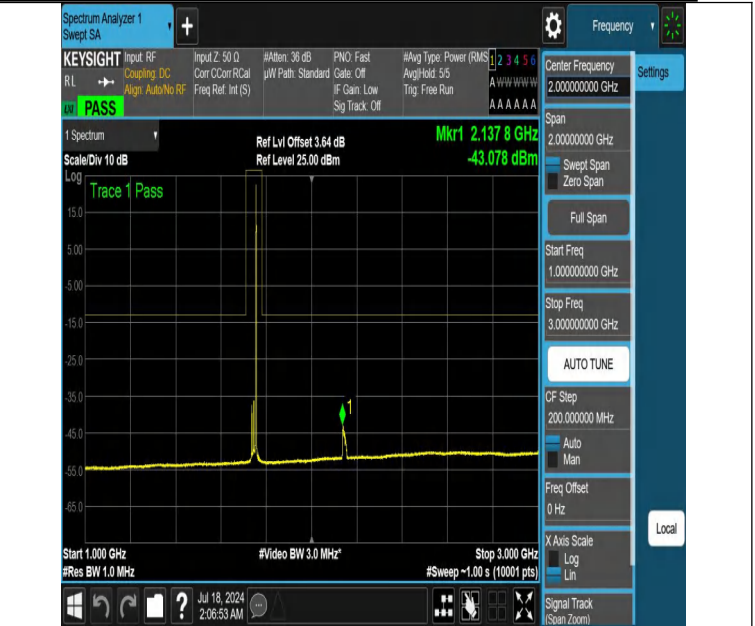 Spectrum Analyzer 1
Swept SA
+
Frequency
KEYSIGHT
RL
PASS
Input: RF
Coupling: DC
Align: Auto/No RF
Input Z: 50 Ω
Corr CCorr RCal
Freq Ref: Int (S)
#Atten: 36 dB
µW Path: Standard
PNO: Fast
Gate: Off
IF Gain: Low
Sig Track: Off
#Avg Type: Power (RMS
Avg|Hold: 5/5
Trig: Free Run
1 2 3 4 5 6
A W W W W W
A A A A A A
1 Spectrum
Scale/Div 10 dB
Ref Lvl Offset 3.64 dB
Ref Level 25.00 dBm
Mkr1 2.137 8 GHz
-43.078 dBm
Log
Trace 1 Pass
15.0
5.00
-5.00
-15.0
-25.0
-35.0
-45.0
-55.0
-65.0
1
Start 1.000 GHz
#Res BW 1.0 MHz
#Video BW 3.0 MHz*
Stop 3.000 GHz
#Sweep ~1.00 s (10001 pts)
Center Frequency
2.000000000 GHz
Settings
Span
2.00000000 GHz
Swept Span
Zero Span
Full Span
Start Freq
1.000000000 GHz
Stop Freq
3.000000000 GHz
AUTO TUNE
CF Step
200.000000 MHz
Auto
Man
Freq Offset
0 Hz
X Axis Scale
Log
Lin
Signal Track
(Span Zoom)
Local
?
Jul 18, 2024
2:06:53 AM